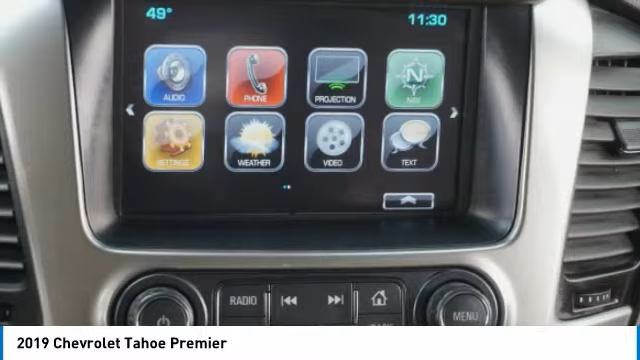 49°
11:30
AUDIO
PHONE
PROJECTION
N
NAV
SETTINGS
WEATHER
VIDEO
TEXT
RADIO
MENU
2019 Chevrolet Tahoe Premier